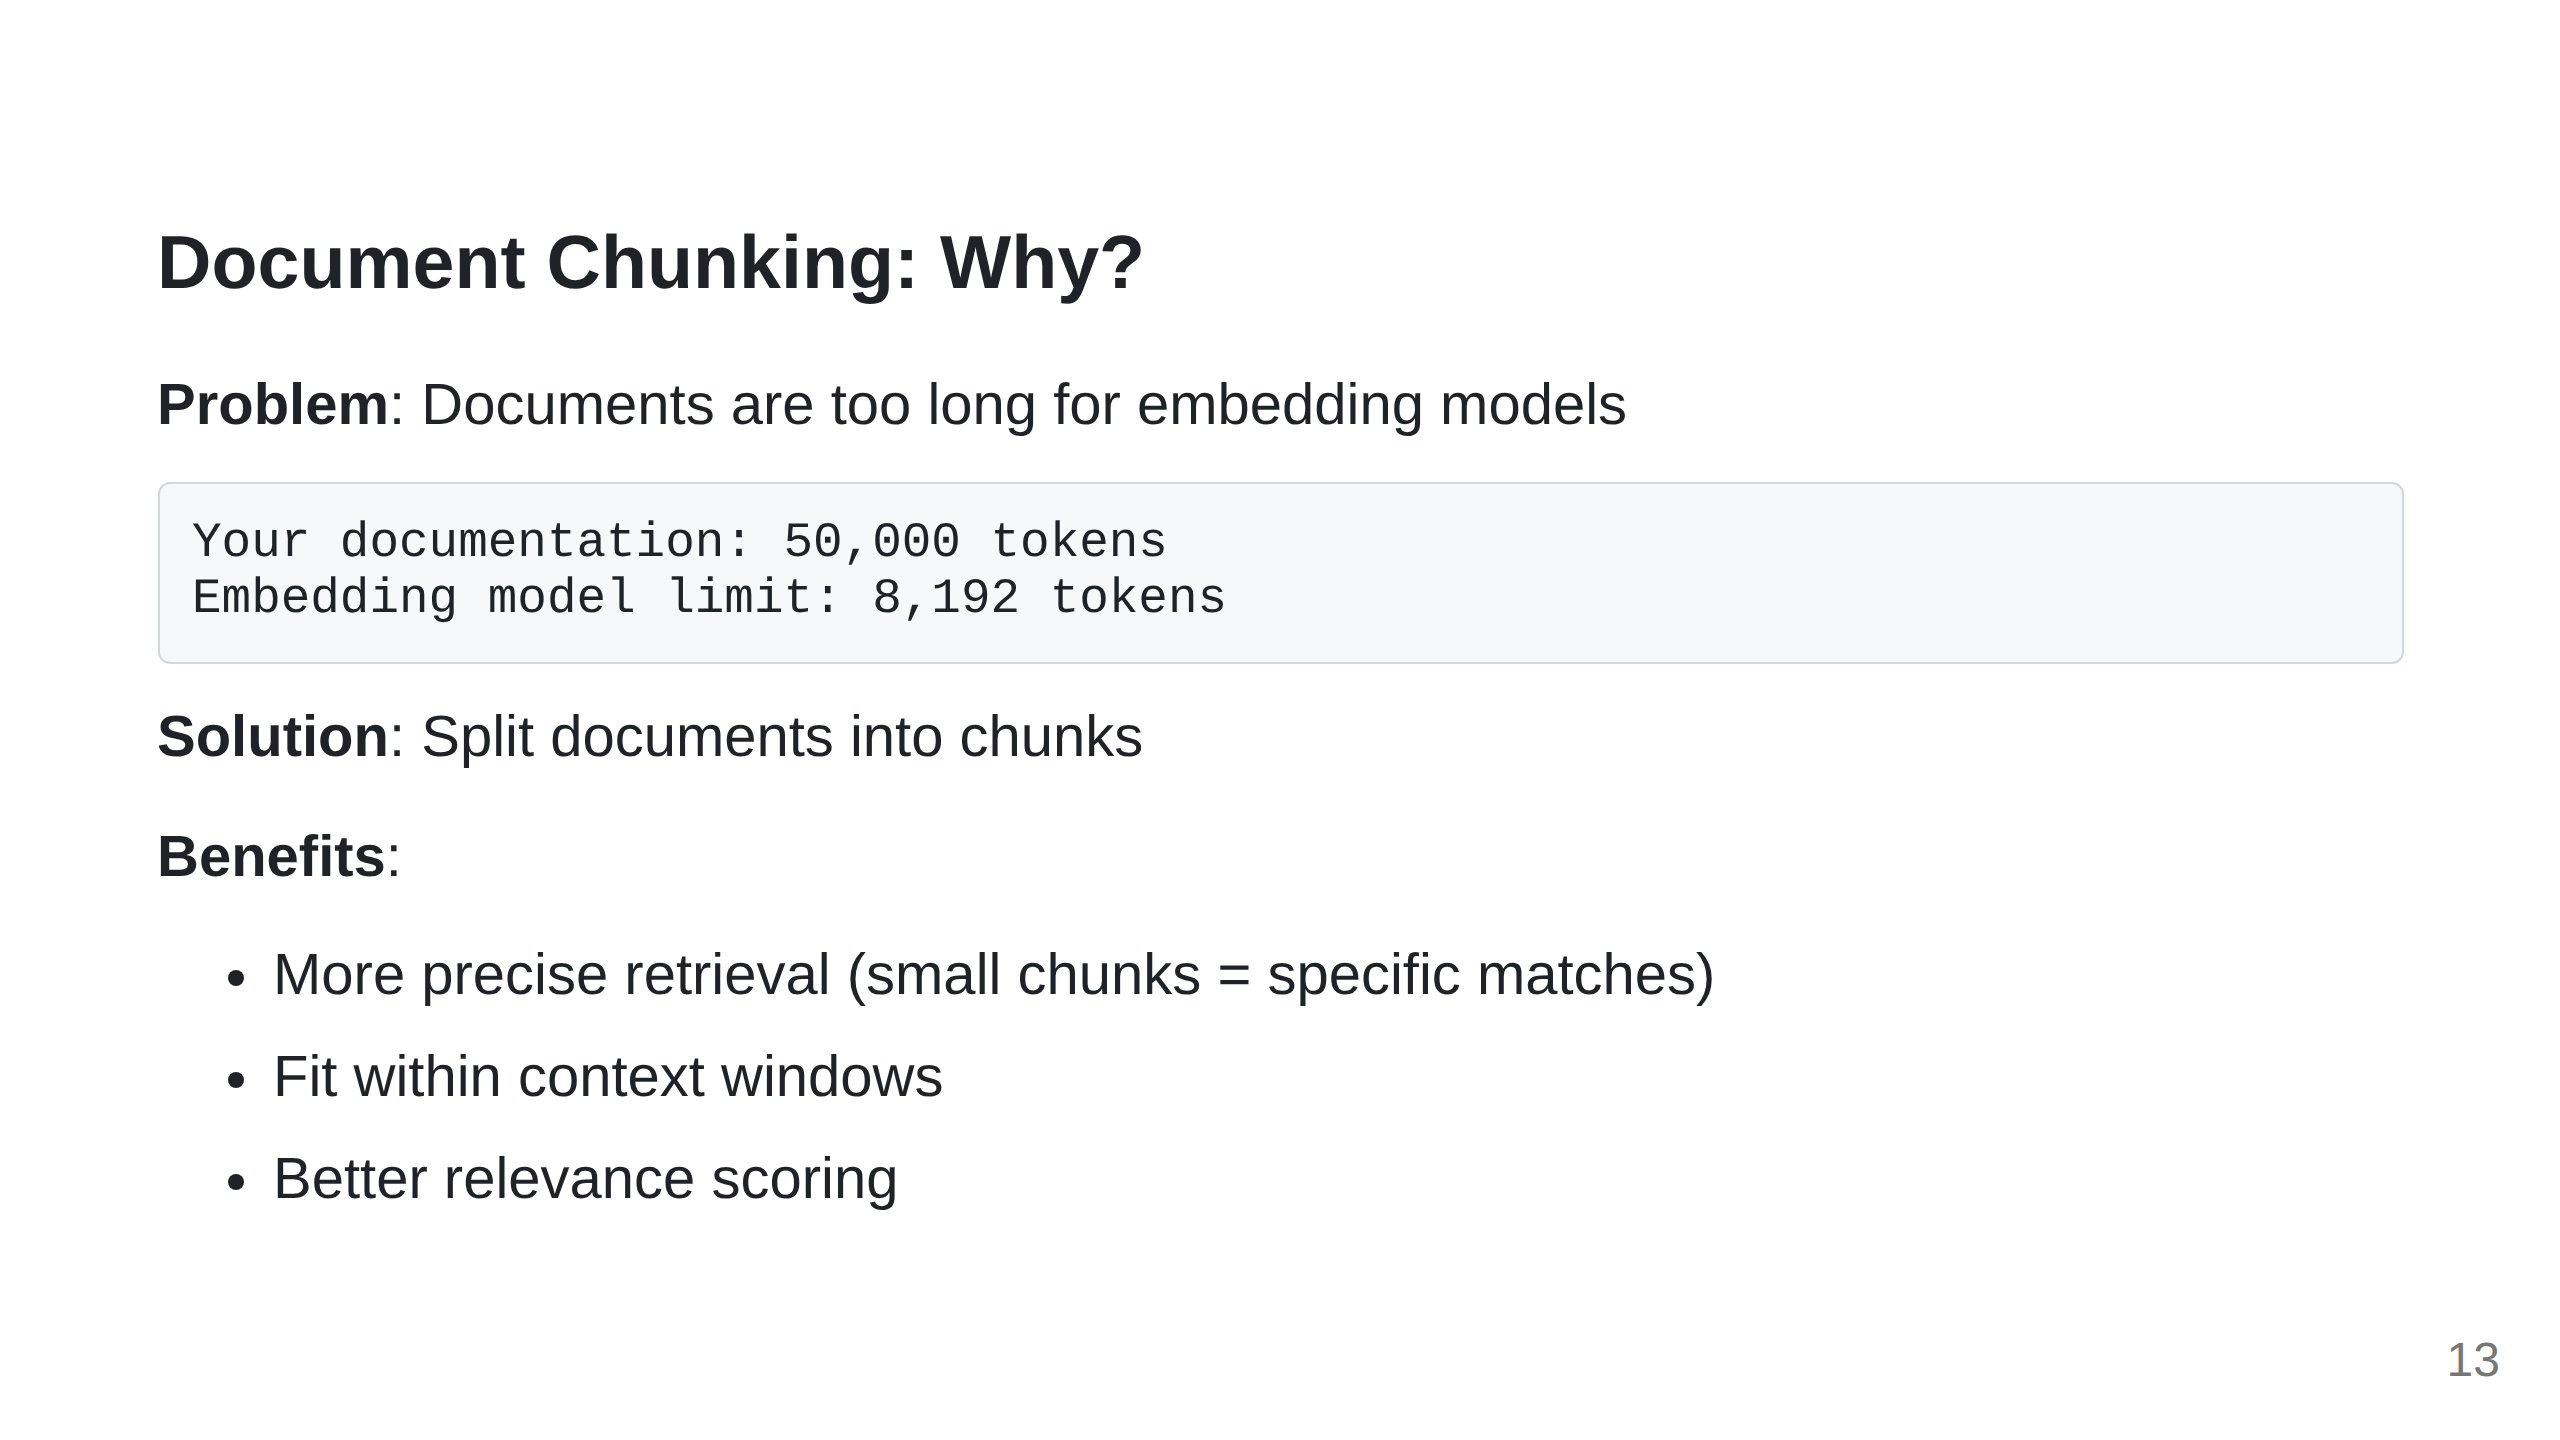 Document Chunking: Why?
Problem: Documents are too long for embedding models
Your documentation: 50,000 tokens
Embedding model limit: 8,192 tokens
Solution: Split documents into chunks
Benefits:
• More precise retrieval (small chunks = specific matches)
• Fit within context windows
• Better relevance scoring
13